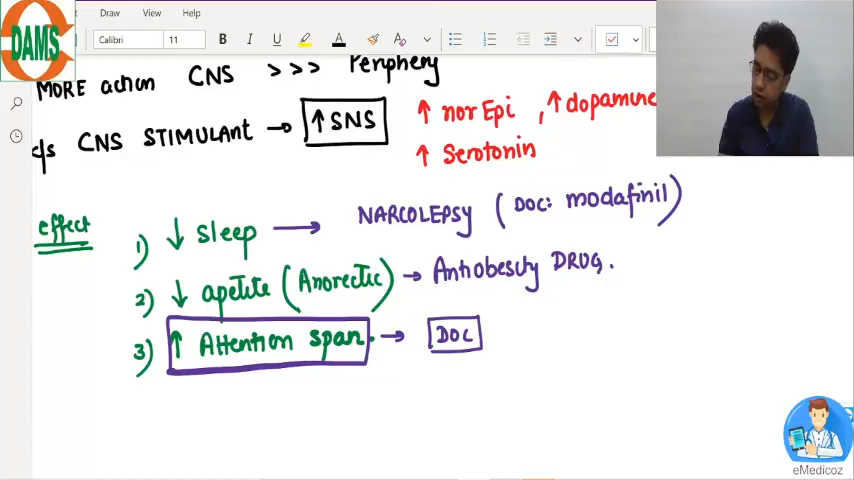 DAMS
Draw View Help
Calibri 11 B I U A
MORE action CNS >>> Periphery
c/s CNS STIMULANT → ↑SNS
↑ norEpi, ↑dopamine
↑ Serotonin
effect
1) ↓ sleep → NARCOLEPSY (DOC: modafinil)
2) ↓ apetite (Anorectic) → Antiobesity DRUG.
3) ↑ Attention span. → DOC
eMedicoz